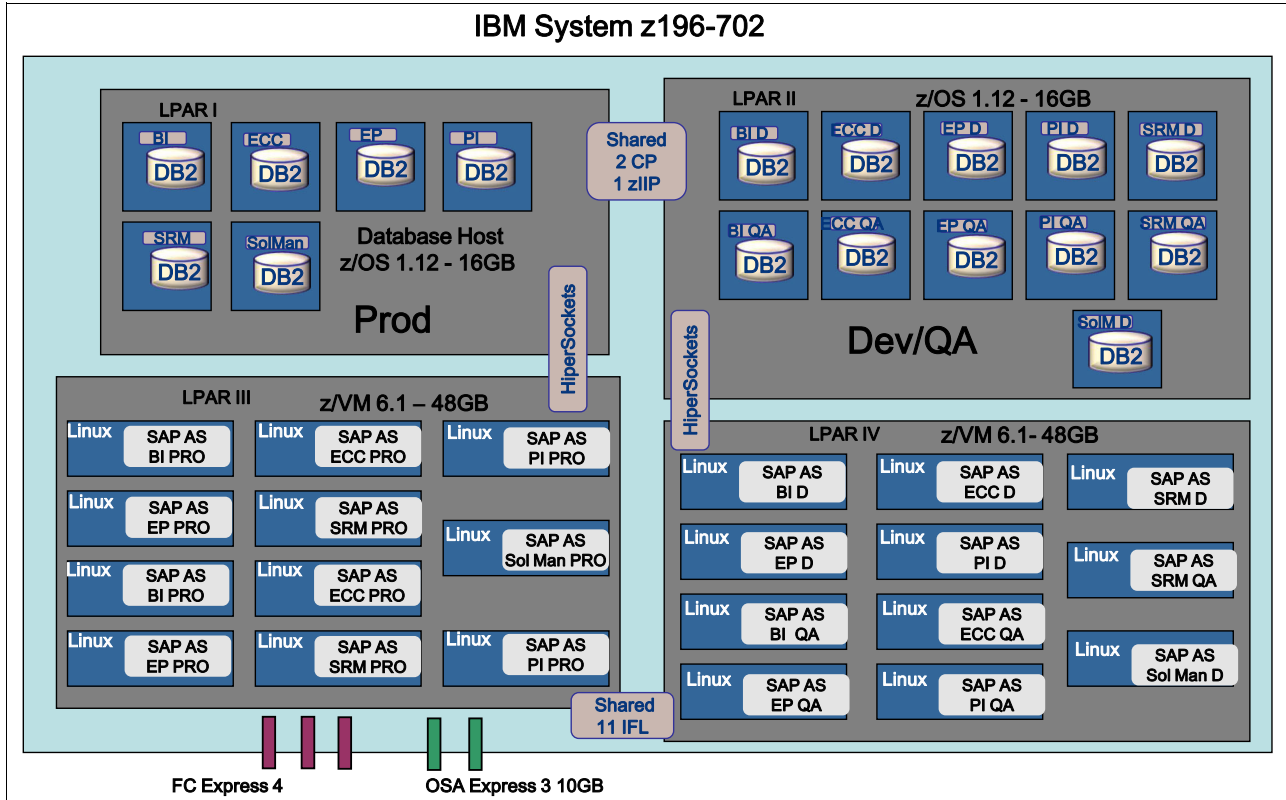 IBM System z196-702
LPAR I
BI
DB2
ECC
DB2
EP
DB2
PI
DB2
SRM
DB2
SolMan
DB2
Database Host
z/OS 1.12 - 16GB
Prod
Shared
2 CP
1 zIIP
LPAR II
z/OS 1.12 - 16GB
BI D
DB2
ECC D
DB2
EP D
DB2
PI D
DB2
SRM D
DB2
BI QA
DB2
ECC QA
DB2
EP QA
DB2
PI QA
DB2
SRM QA
DB2
Dev/QA
SolM D
DB2
HiperSockets
HiperSockets
LPAR III
z/VM 6.1 – 48GB
Linux
SAP AS
BI PRO
Linux
SAP AS
ECC PRO
Linux
SAP AS
PI PRO
Linux
SAP AS
EP PRO
Linux
SAP AS
SRM PRO
Linux
SAP AS
Sol Man PRO
Linux
SAP AS
BI PRO
Linux
SAP AS
ECC PRO
Linux
SAP AS
EP PRO
Linux
SAP AS
SRM PRO
Linux
SAP AS
PI PRO
LPAR IV
z/VM 6.1- 48GB
Linux
SAP AS
BI D
Linux
SAP AS
ECC D
Linux
SAP AS
SRM D
Linux
SAP AS
EP D
Linux
SAP AS
PI D
Linux
SAP AS
SRM QA
Linux
SAP AS
BI QA
Linux
SAP AS
ECC QA
Linux
SAP AS
Sol Man D
Linux
SAP AS
EP QA
Linux
SAP AS
PI QA
Shared
11 IFL
FC Express 4
OSA Express 3 10GB